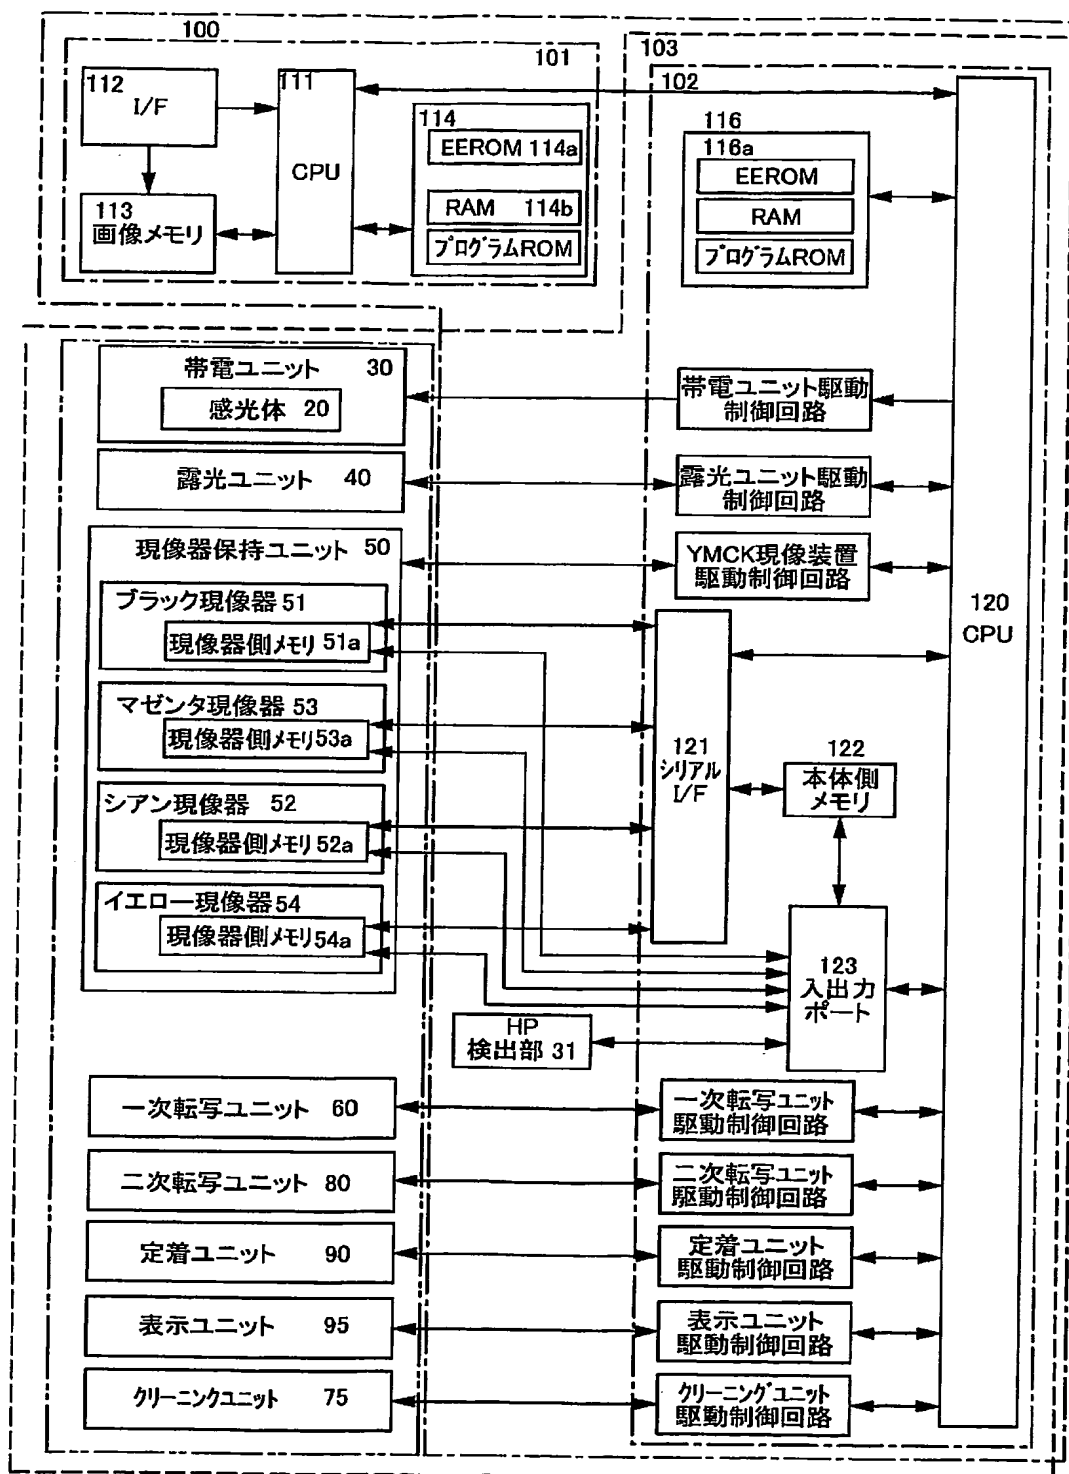 100
101
103
102
112
I/F
111
CPU
113
画像メモリ
114
EEROM 114a
RAM 114b
プログラムROM
116
116a
EEROM
RAM
プログラムROM
120
CPU
帯電ユニット 30
感光体 20
帯電ユニット駆動
制御回路
露光ユニット 40
露光ユニット駆動
制御回路
現像器保持ユニット 50
YMCK現像装置
駆動制御回路
ブラック現像器 51
現像器側メモリ 51a
マゼンタ現像器 53
現像器側メモリ 53a
シアン現像器 52
現像器側メモリ 52a
イエロー現像器 54
現像器側メモリ 54a
121
シリアル
I/F
122
本体側
メモリ
123
入出力
ポート
HP
検出部 31
一次転写ユニット 60
一次転写ユニット
駆動制御回路
二次転写ユニット 80
二次転写ユニット
駆動制御回路
定着ユニット 90
定着ユニット
駆動制御回路
表示ユニット 95
表示ユニット
駆動制御回路
クリーニングユニット 75
クリーニングユニット
駆動制御回路